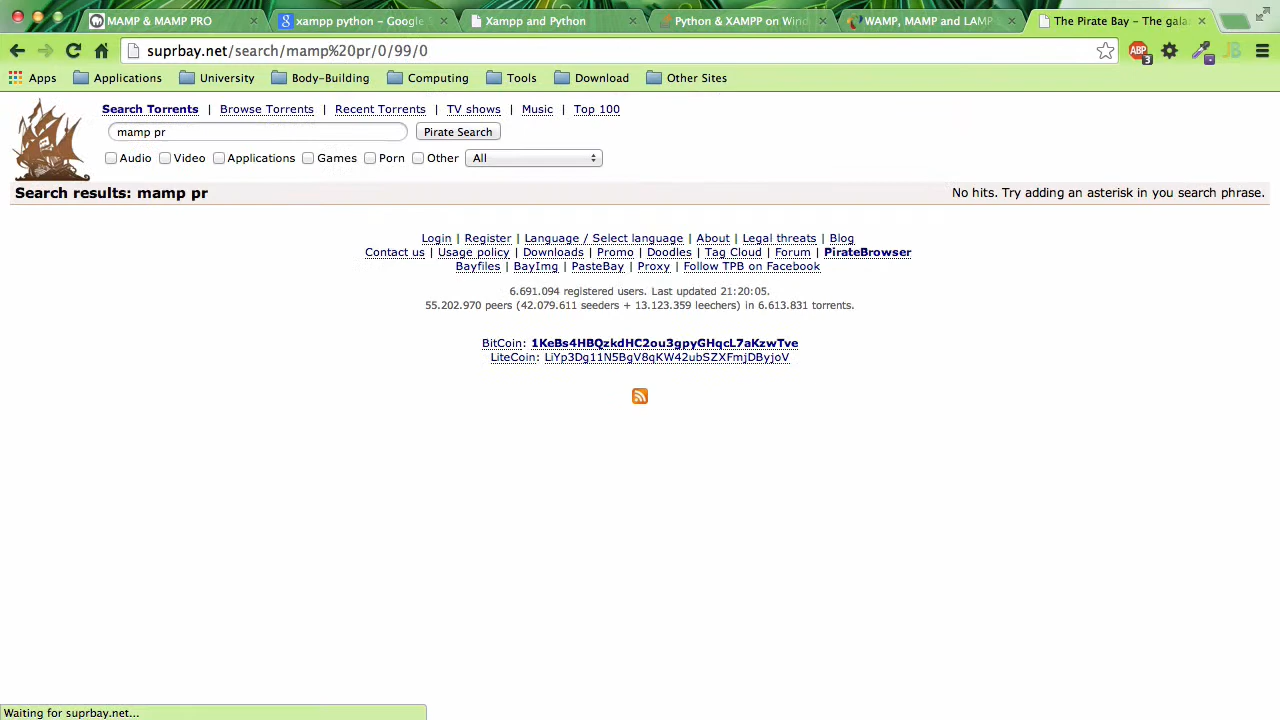 MAMP & MAMP PRO
xampp python - Google S
Xampp and Python
Python & XAMPP on Wind
WAMP, MAMP and LAMP
The Pirate Bay - The gala
suprbay.net/search/mamp%20pr/0/99/0
ABP 3
Apps Applications University Body-Building Computing Tools Download Other Sites
Search Torrents | Browse Torrents | Recent Torrents | TV shows | Music | Top 100
mamp pr Pirate Search
Audio Video Applications Games Porn Other All
Search results: mamp pr No hits. Try adding an asterisk in you search phrase.
Login | Register | Language / Select language | About | Legal threats | Blog
Contact us | Usage policy | Downloads | Promo | Doodles | Tag Cloud | Forum | PirateBrowser
Bayfiles | BayImg | PasteBay | Proxy | Follow TPB on Facebook
6.691.094 registered users. Last updated 21:20:05.
55.202.970 peers (42.079.611 seeders + 13.123.359 leechers) in 6.613.831 torrents.
BitCoin: 1KeBs4HBQzkdHC2ou3gpyGHqcL7aKzwTve
LiteCoin: LiYp3Dg11N5BgV8qKW42ubSZXFmjDByjoV
Waiting for suprbay.net...